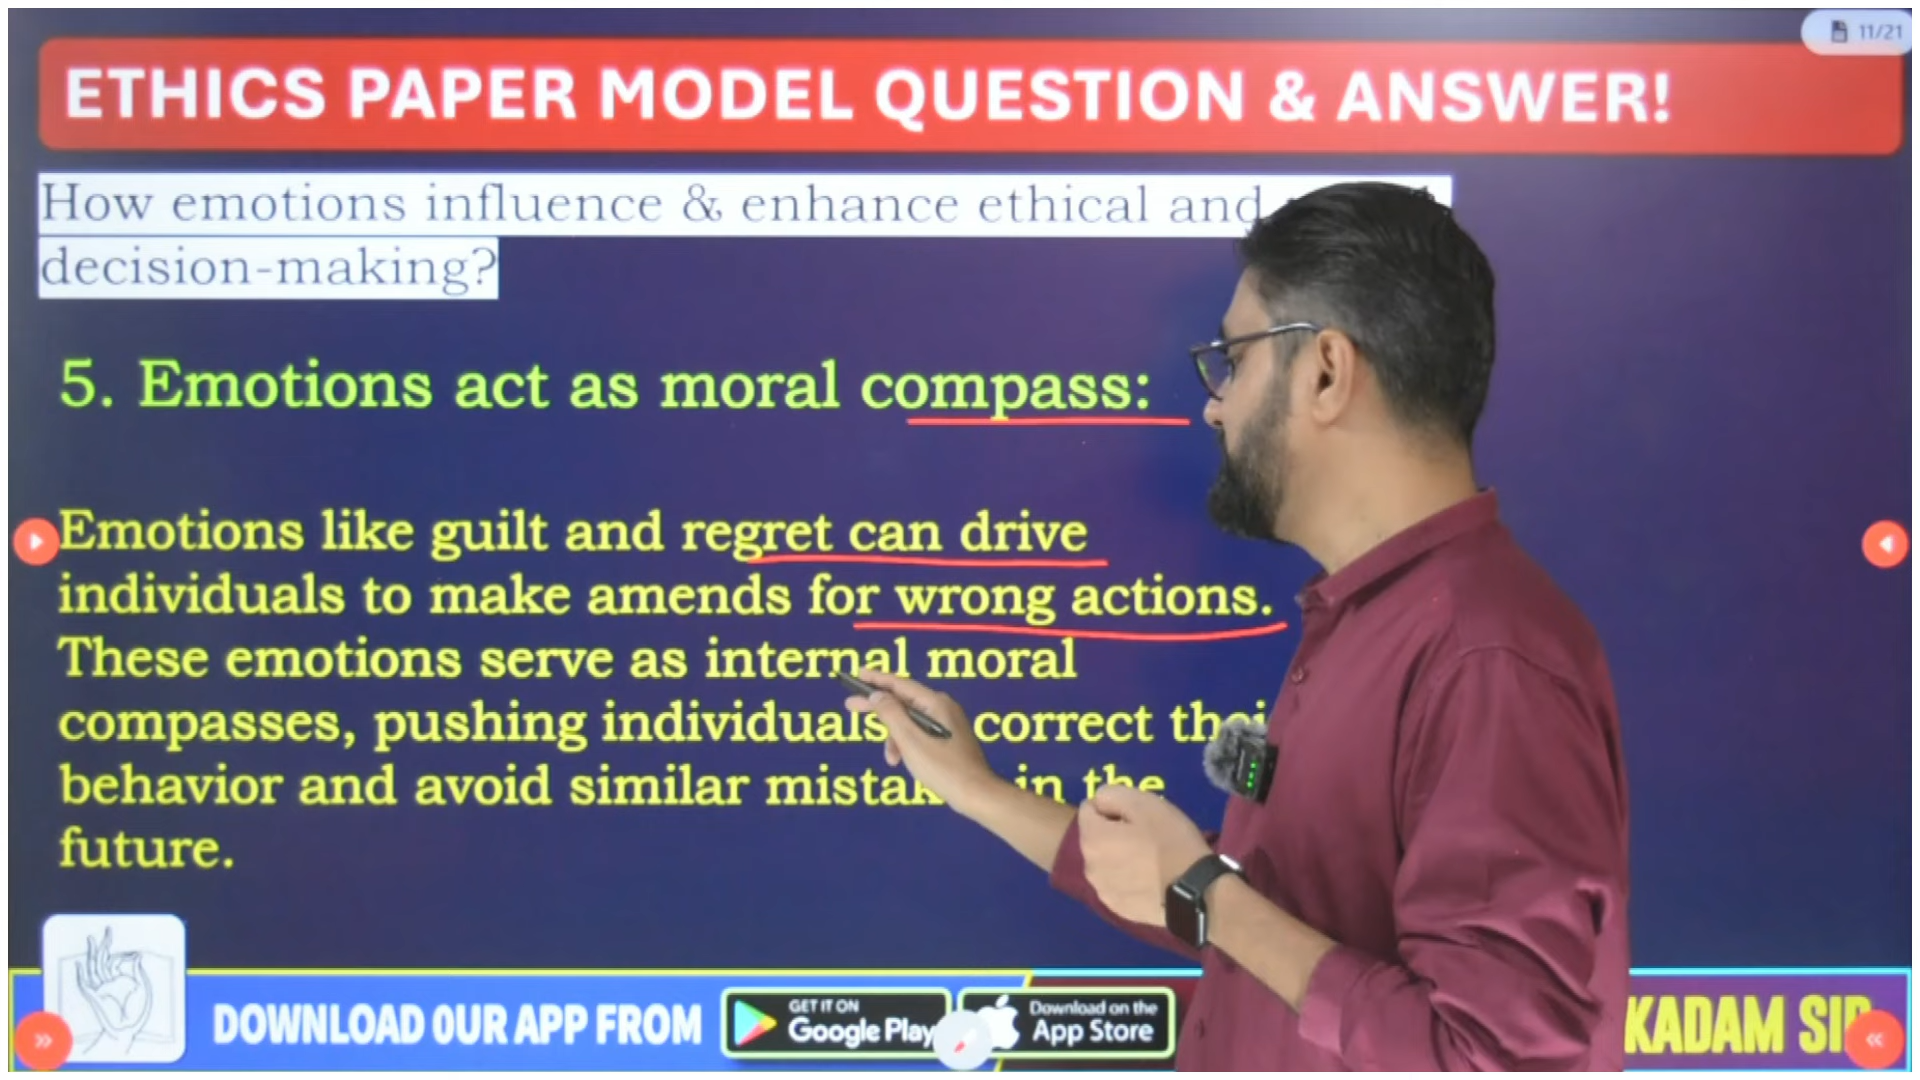 11/21
ETHICS PAPER MODEL QUESTION & ANSWER!
How emotions influence & enhance ethical and
decision-making?
5. Emotions act as moral compass:
Emotions like guilt and regret can drive
individuals to make amends for wrong actions.
These emotions serve as internal moral
compasses, pushing individuals correct
behavior and avoid similar in the
future.
DOWNLOAD OUR APP FROM
GET IT ON
Google Play
Download on the
App Store
KADAM SIR